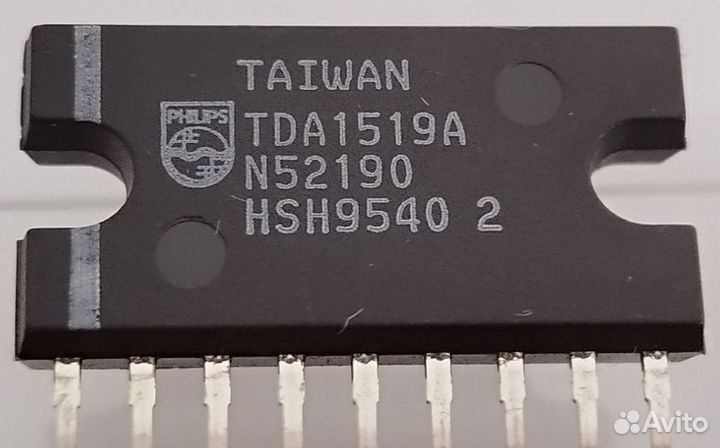 TAIWAN
PHILIPS
TDA1519A
N52190
HSH9540 2
Avito